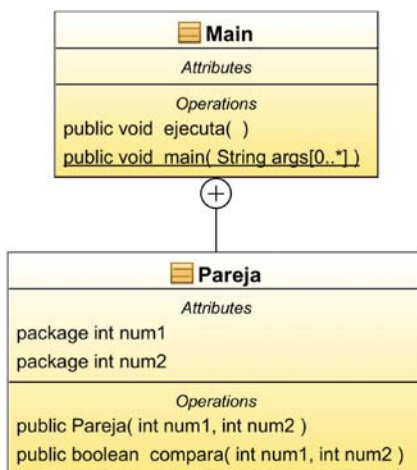 Main
Attributes
Operations
public void ejecuta( )
public void main( String args[0..*] )
Pareja
Attributes
package int num1
package int num2
Operations
public Pareja( int num1, int num2 )
public boolean compara( int num1, int num2 )